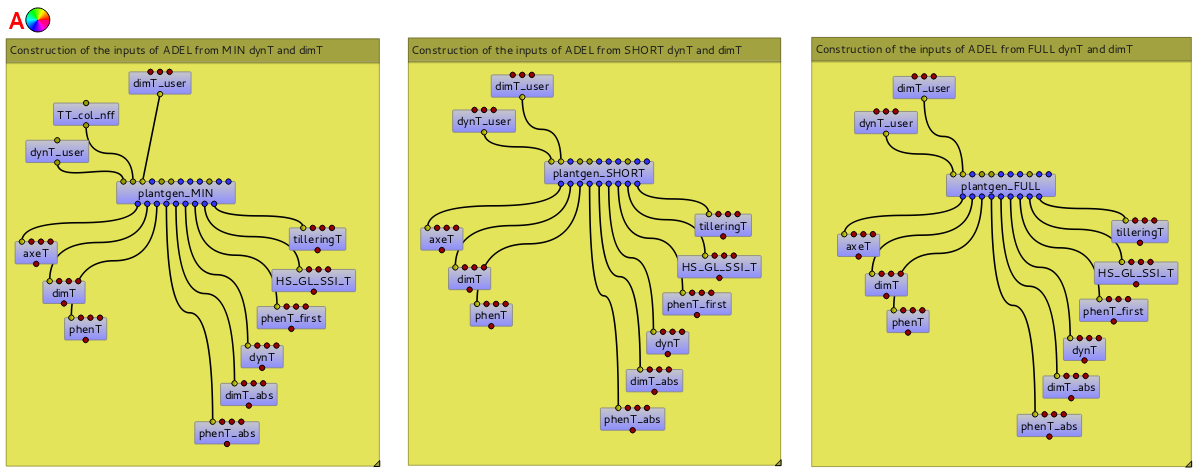 A
Construction of the inputs of ADEL from MIN dynT and dimT
dimT_user
TT_col_nff
dynT_user
plantgen_MIN
axeT
tilleringT
dimT
HS_GL_SSI_T
phenT
phenT_first
dynT
dimT_abs
phenT_abs
Construction of the inputs of ADEL from SHORT dynT and dimT
dimT_user
dynT_user
plantgen_SHORT
axeT
tilleringT
dimT
HS_GL_SSI_T
phenT
phenT_first
dynT
dimT_abs
phenT_abs
Construction of the inputs of ADEL from FULL dynT and dimT
dimT_user
dynT_user
plantgen_FULL
axeT
tilleringT
dimT
HS_GL_SSI_T
phenT
phenT_first
dynT
dimT_abs
phenT_abs